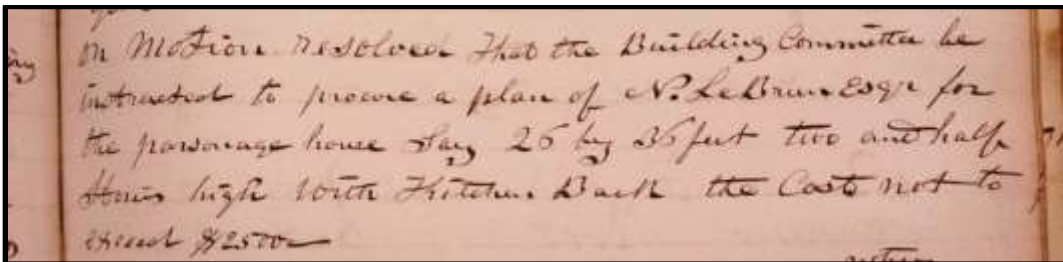 on Motion resolved That the Building Committee be
instructed to procure a plan of N. LeBrun Esqr for
the parsonage house Say 26 by 36 feet two and half
Stories high with Kitchen Back the Costs not to
exceed $2500